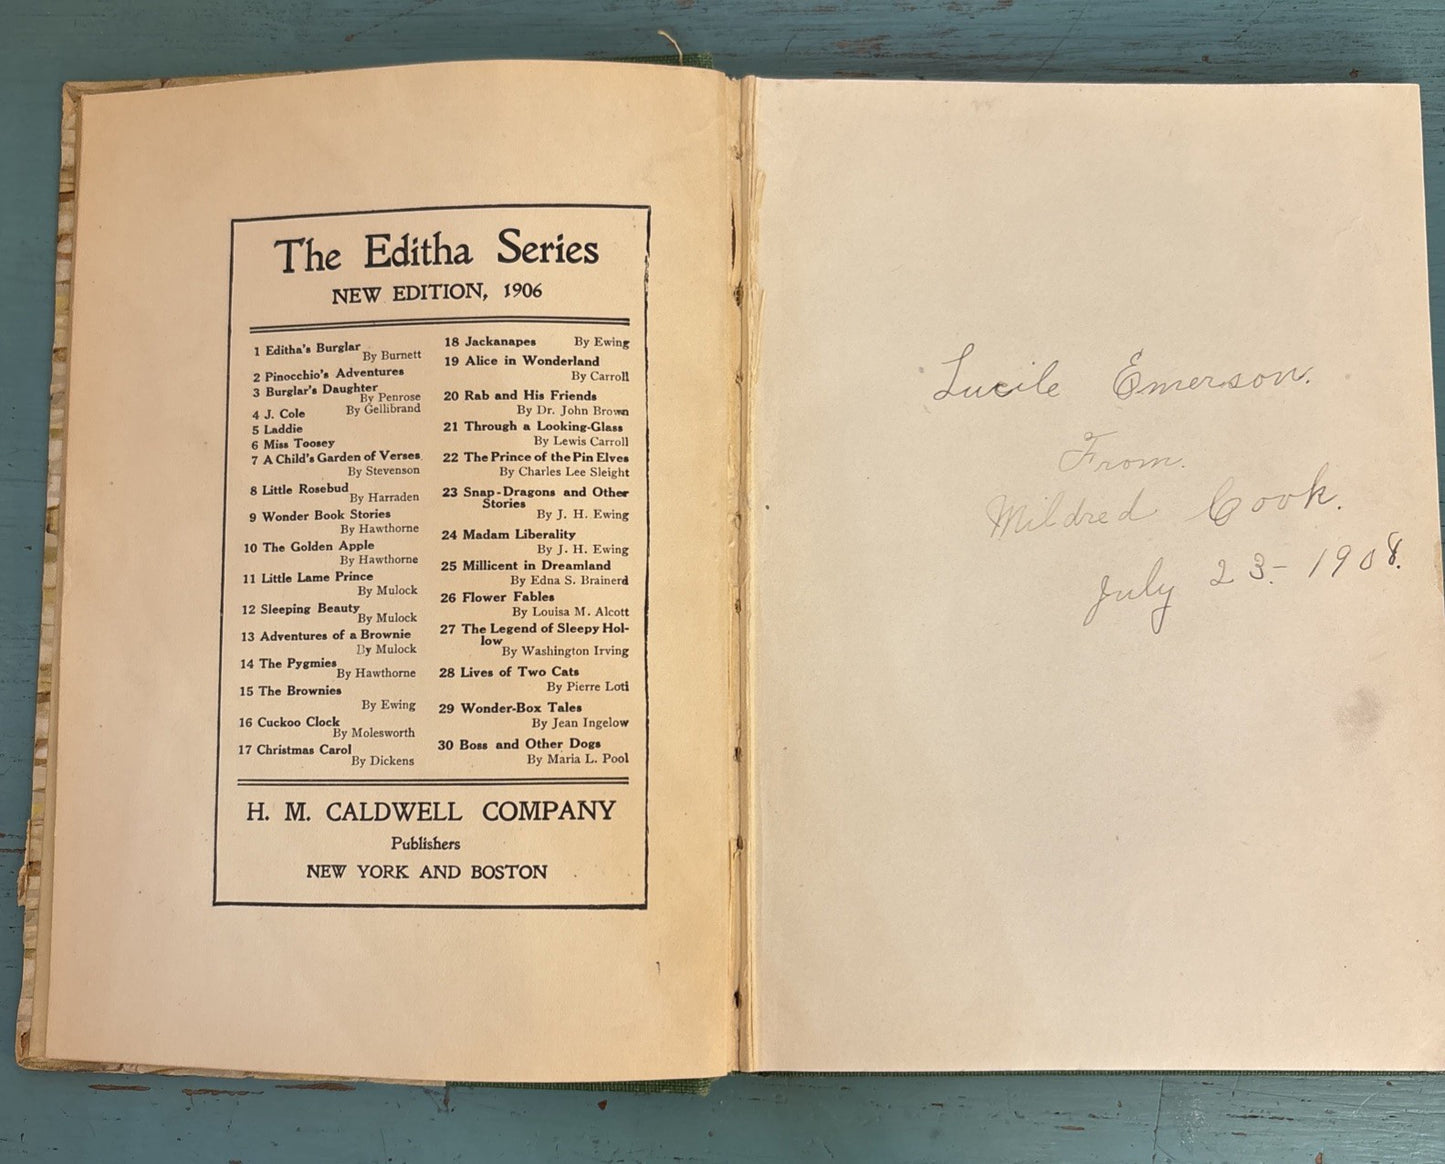 The Editha Series
NEW EDITION, 1906
1 Editha's Burglar
By Burnett
2 Pinocchio's Adventures
3 Burglar's Daughter
By Penrose
4 J. Cole By Gellibrand
5 Laddie
6 Miss Toosey
7 A Child's Garden of Verses
By Stevenson
8 Little Rosebud
By Harraden
9 Wonder Book Stories
By Hawthorne
10 The Golden Apple
By Hawthorne
11 Little Lame Prince
By Mulock
12 Sleeping Beauty
By Mulock
13 Adventures of a Brownie
By Mulock
14 The Pygmies
By Hawthorne
15 The Brownies
By Ewing
16 Cuckoo Clock
By Molesworth
17 Christmas Carol
By Dickens
18 Jackanapes By Ewing
19 Alice in Wonderland
By Carroll
20 Rab and His Friends
By Dr. John Brown
21 Through a Looking-Glass
By Lewis Carroll
22 The Prince of the Pin Elves
By Charles Lee Sleight
23 Snap-Dragons and Other
Stories
By J. H. Ewing
24 Madam Liberality
By J. H. Ewing
25 Millicent in Dreamland
By Edna S. Brainerd
26 Flower Fables
By Louisa M. Alcott
27 The Legend of Sleepy Hol-
low
By Washington Irving
28 Lives of Two Cats
By Pierre Loti
29 Wonder-Box Tales
By Jean Ingelow
30 Boss and Other Dogs
By Maria L. Pool
H. M. CALDWELL COMPANY
Publishers
NEW YORK AND BOSTON
Lucile Emerson.
From.
Mildred Cook.
July 23.-1908.